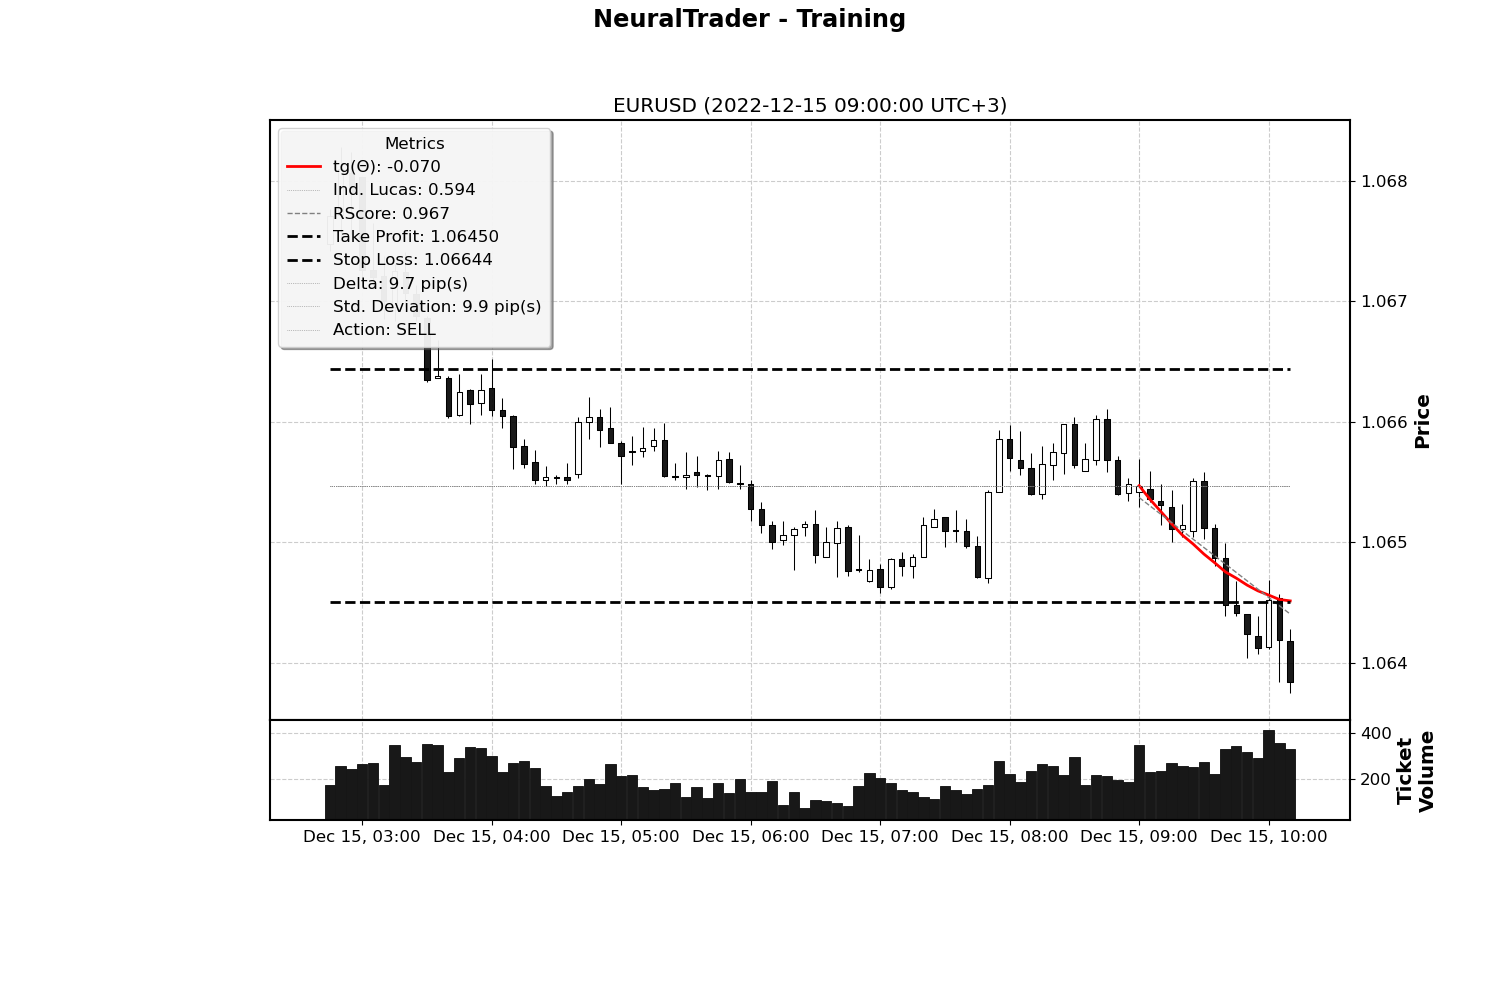 NeuralTrader - Training
EURUSD (2022-12-15 09:00:00 UTC+3)
Metrics
tg(Θ): -0.070
Ind. Lucas: 0.594
RScore: 0.967
Take Profit: 1.06450
Stop Loss: 1.06644
Delta: 9.7 pip(s)
Std. Deviation: 9.9 pip(s)
Action: SELL
1.068
1.067
1.066
1.065
1.064
Price
400
200
Ticket
Volume
Dec 15, 03:00
Dec 15, 04:00
Dec 15, 05:00
Dec 15, 06:00
Dec 15, 07:00
Dec 15, 08:00
Dec 15, 09:00
Dec 15, 10:00